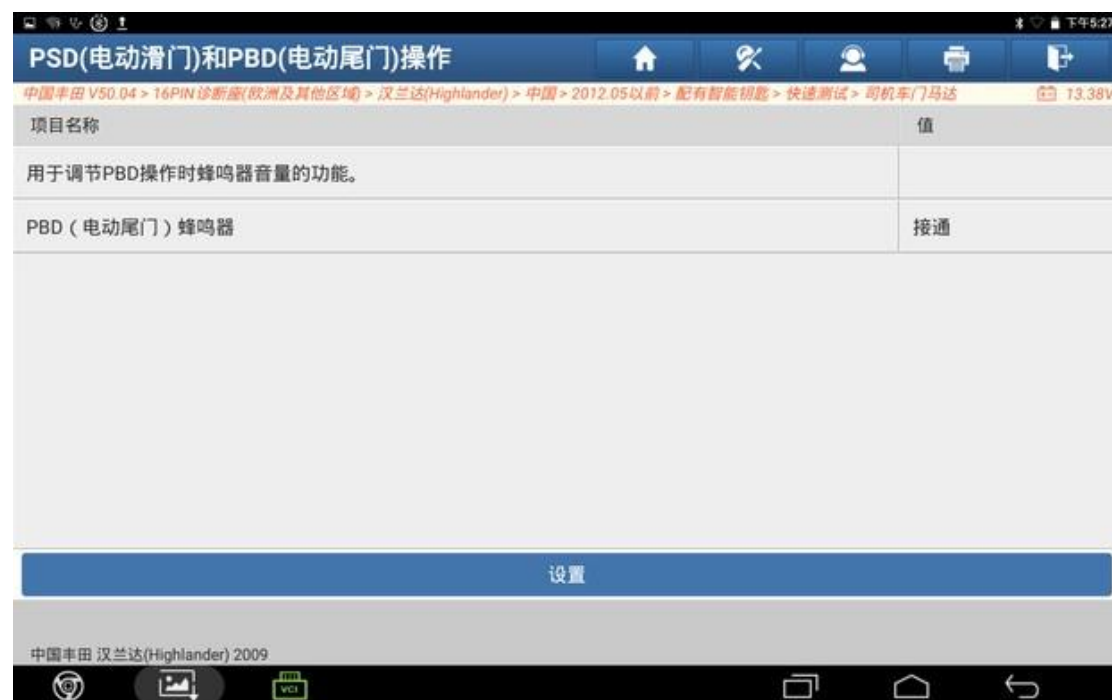 下午5:27
PSD(电动滑门)和PBD(电动尾门)操作
中国丰田 V50.04 > 16PIN诊断座(欧洲及其他区域) > 汉兰达(Highlander) > 中国 > 2012.05以前 > 配有智能钥匙 > 快速测试 > 司机车门马达
13.38V
项目名称 值
用于调节PBD操作时蜂鸣器音量的功能。
PBD（电动尾门）蜂鸣器 接通
设置
中国丰田 汉兰达(Highlander) 2009
VCI